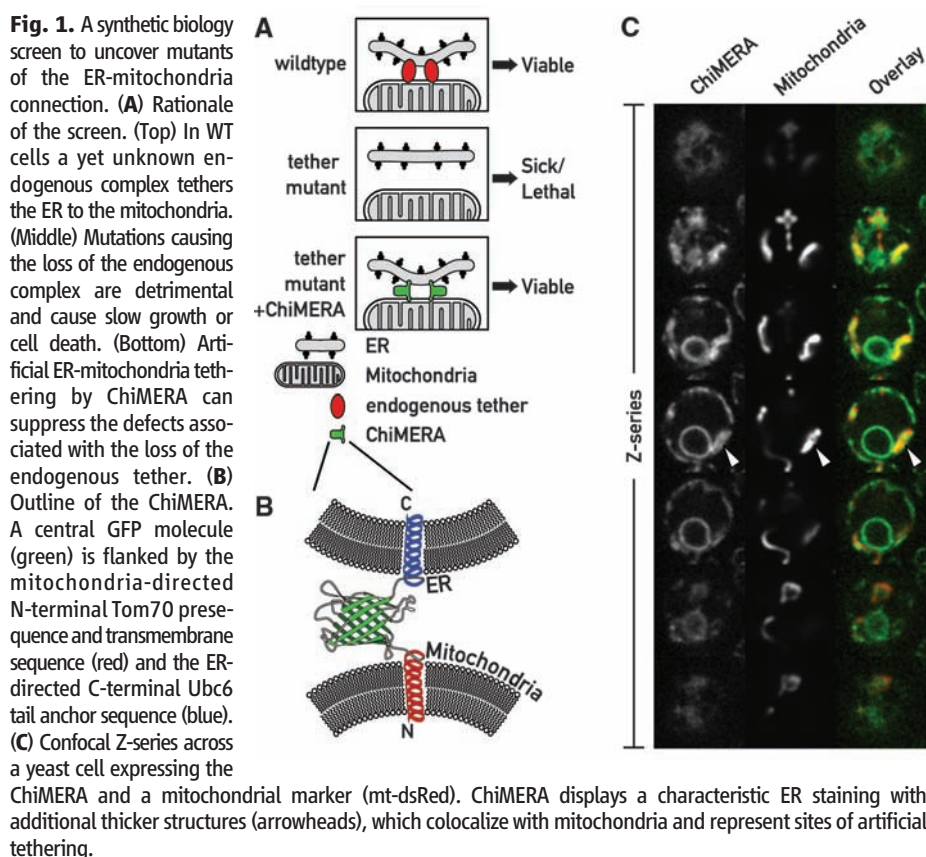 Fig. 1. A synthetic biology
screen to uncover mutants
of the ER-mitochondria
connection. (A) Rationale
of the screen. (Top) In WT
cells a yet unknown en-
dogenous complex tethers
the ER to the mitochondria.
(Middle) Mutations causing
the loss of the endogenous
complex are detrimental
and cause slow growth or
cell death. (Bottom) Arti-
ficial ER-mitochondria teth-
ering by ChiMERA can
suppress the defects asso-
ciated with the loss of the
endogenous tether. (B)
Outline of the ChiMERA.
A central GFP molecule
(green) is flanked by the
mitochondria-directed
N-terminal Tom70 prese-
quence and transmembrane
sequence (red) and the ER-
directed C-terminal Ubc6
tail anchor sequence (blue).
(C) Confocal Z-series across
a yeast cell expressing the
ChiMERA and a mitochondrial marker (mt-dsRed). ChiMERA displays a characteristic ER staining with
additional thicker structures (arrowheads), which colocalize with mitochondria and represent sites of artificial
tethering.
A
wildtype
Viable
tether
mutant
Sick/
Lethal
tether
mutant
+ChiMERA
Viable
ER
Mitochondria
endogenous tether
ChiMERA
B
C
ER
Mitochondria
N
C
ChiMERA
Mitochondria
Overlay
Z-series